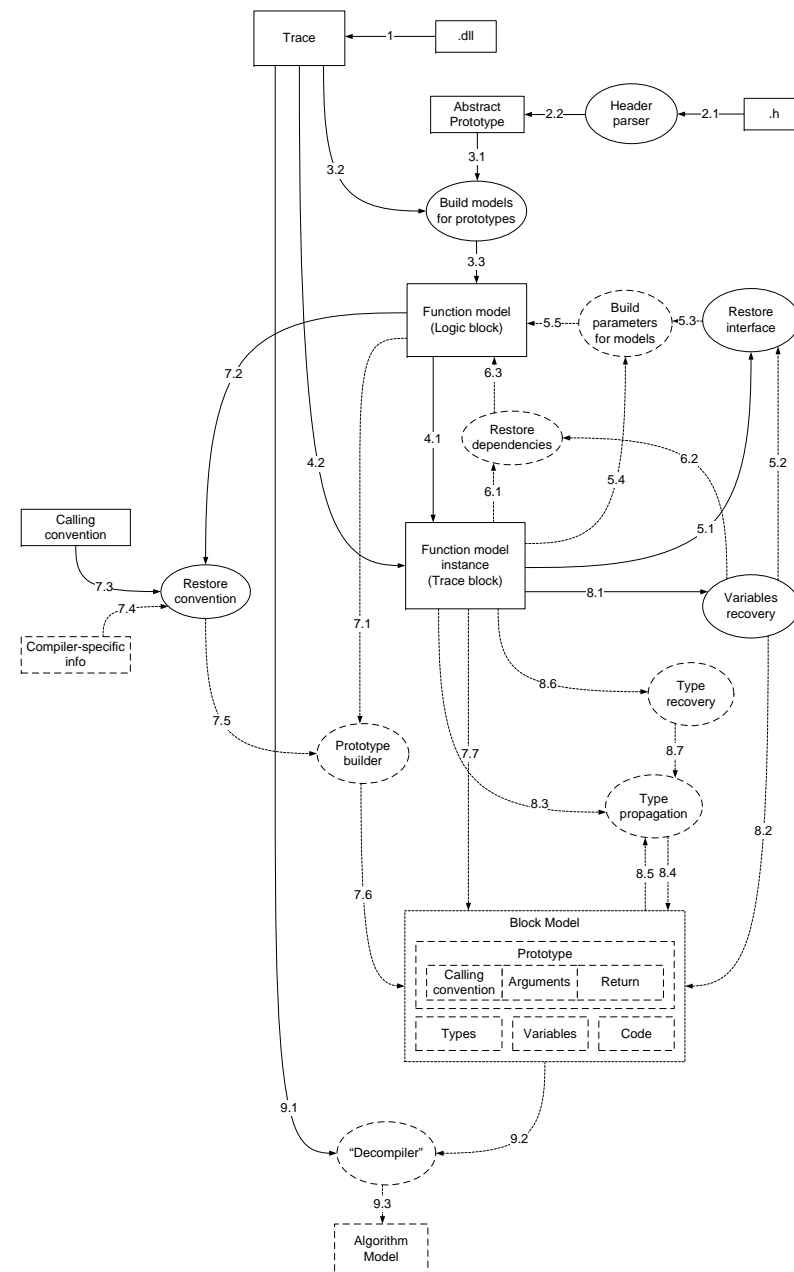 Trace
1
.dll
Abstract
Prototype
2.2
Header
parser
2.1
.h
3.1
3.2
Build models
for prototypes
3.3
Function model
(Logic block)
5.5
Build
parameters
for models
5.3
Restore
interface
7.2
6.3
4.1
Restore
dependencies
4.2
6.2
5.2
5.4
6.1
5.1
Calling
convention
Function model
instance
(Trace block)
7.3
Restore
convention
8.1
Variables
recovery
7.4
Compiler-specific
info
7.1
8.6
Type
recovery
7.5
Prototype
builder
7.7
8.7
8.3
Type
propagation
8.2
7.6
8.5
8.4
Block Model
Prototype
Calling
convention
Arguments
Return
Types
Variables
Code
9.1
9.2
“Decompiler”
9.3
Algorithm
Model